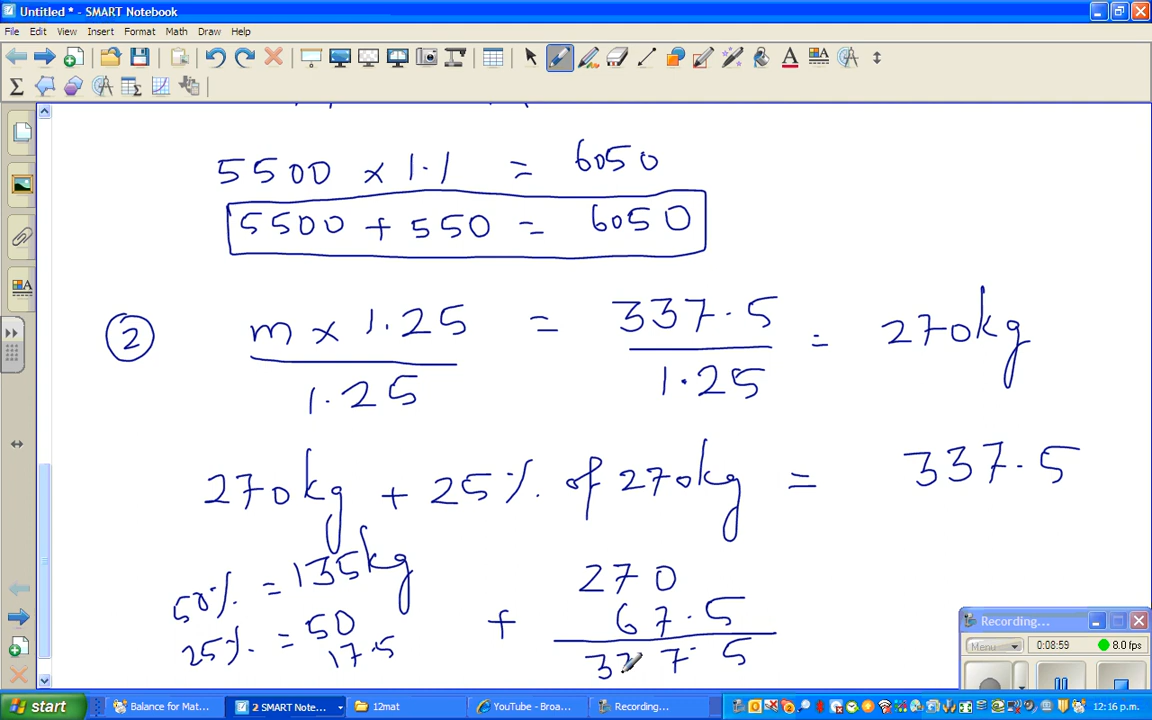 Untitled * - SMART Notebook
File Edit View Insert Format Math Draw Help
5500 × 1.1 = 6050
5500 + 550 = 6050
② m × 1.25 = 337.5 = 270kg
1.25 1.25
270kg + 25% of 270kg = 337.5
50% = 135kg
25% = 50
17.5
270
+ 67.5
337.5
Recording...
Menu 0:08:59 8.0 fps
start Balance for Mat... 2 SMART Note... 12mat YouTube - Broa... Recording... 12:16 p.m.